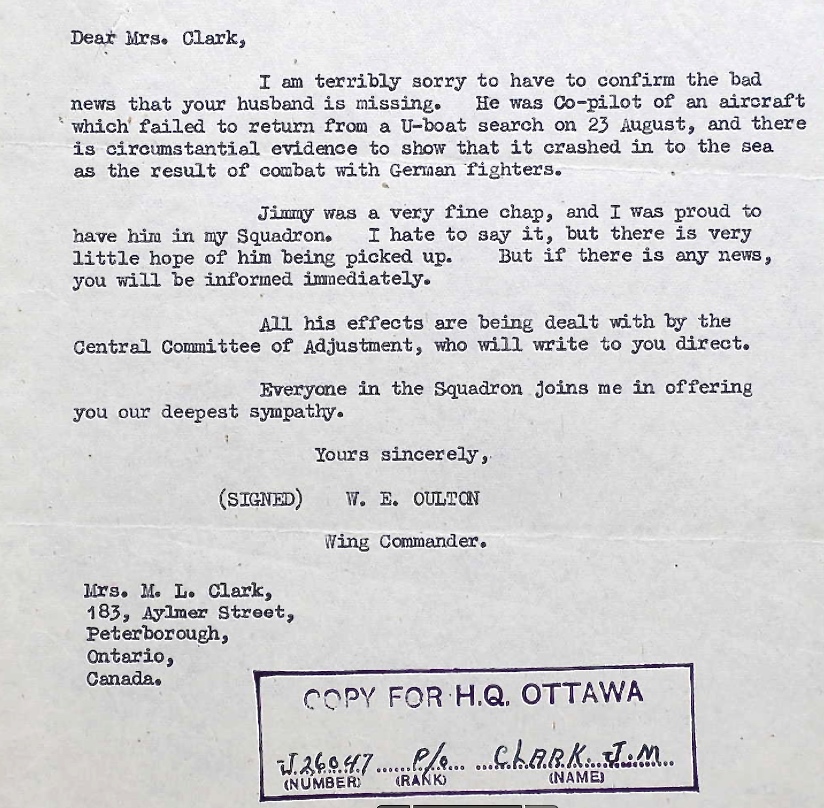 Dear Mrs. Clark,
I am terribly sorry to have to confirm the bad
news that your husband is missing. He was Co-pilot of an aircraft
which failed to return from a U-boat search on 23 August, and there
is circumstantial evidence to show that it crashed in to the sea
as the result of combat with German fighters.
Jimmy was a very fine chap, and I was proud to
have him in my Squadron. I hate to say it, but there is very
little hope of him being picked up. But if there is any news,
you will be informed immediately.
All his effects are being dealt with by the
Central Committee of Adjustment, who will write to you direct.
Everyone in the Squadron joins me in offering
you our deepest sympathy.
Yours sincerely,
(SIGNED) W. E. OULTON
Wing Commander.
Mrs. M. L. Clark,
183, Aylmer Street,
Peterborough,
Ontario,
Canada.
COPY FOR H.Q. OTTAWA
J.26047 P/o CLARK. J.M.
(NUMBER) (RANK) (NAME)